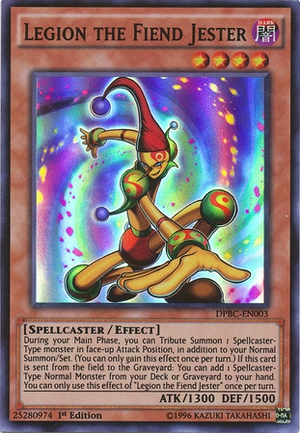 LEGION THE FIEND JESTER
DARK
闇
DPBC-EN003
[SPELLCASTER / EFFECT]
During your Main Phase, you can Tribute Summon 1 Spellcaster-
Type monster in face-up Attack Position, in addition to your
Normal Summon/Set. (You can only gain this effect once per turn.) If this card
is sent from the field to the Graveyard: You can add 1 Spellcaster-
Type Normal Monster from your Deck or Graveyard to your hand.
You can only use this effect of "Legion the Fiend Jester" once per turn.
ATK/1300 DEF/1500
25280974 1st Edition ©1996 KAZUKI TAKAHASHI